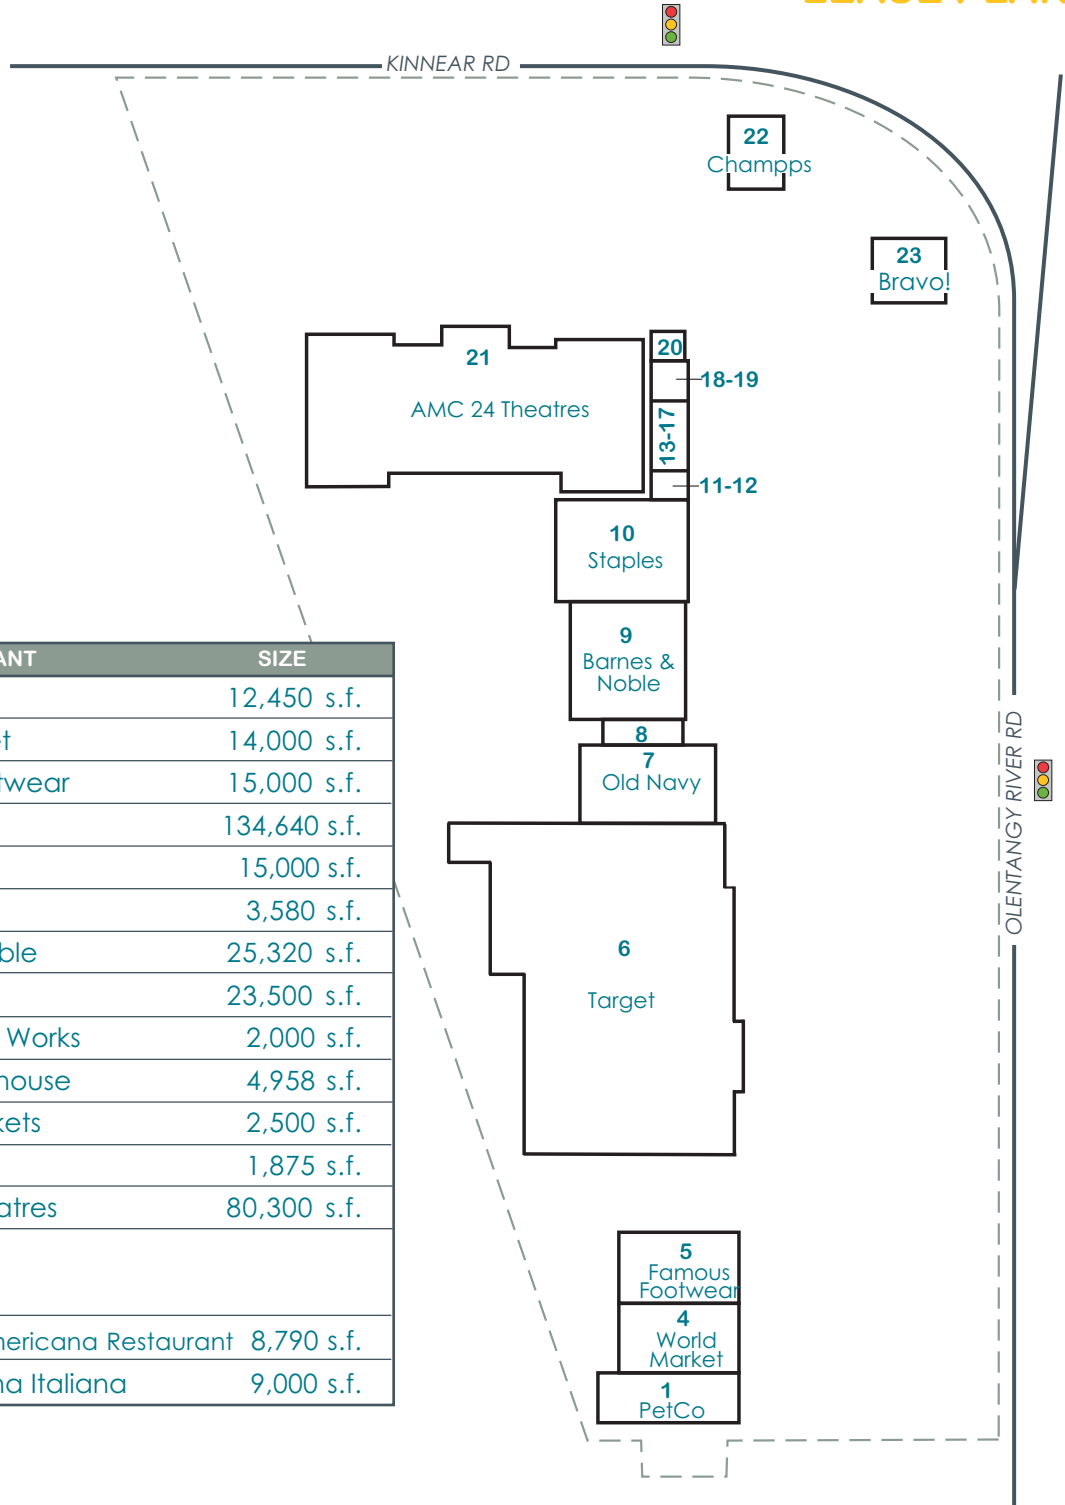 KINNEAR RD
22
Champps
23
Bravo!
21
AMC 24 Theatres
20
18-19
13-17
11-12
10
Staples
9
Barnes &
Noble
8
7
Old Navy
6
Target
5
Famous
Footwear
4
World
Market
1
PetCo
OLENTANGY RIVER RD
ANT SIZE
12,450 s.f.
et 14,000 s.f.
twear 15,000 s.f.
134,640 s.f.
15,000 s.f.
3,580 s.f.
ble 25,320 s.f.
23,500 s.f.
Works 2,000 s.f.
house 4,958 s.f.
kets 2,500 s.f.
1,875 s.f.
atres 80,300 s.f.
mericana Restaurant 8,790 s.f.
na Italiana 9,000 s.f.